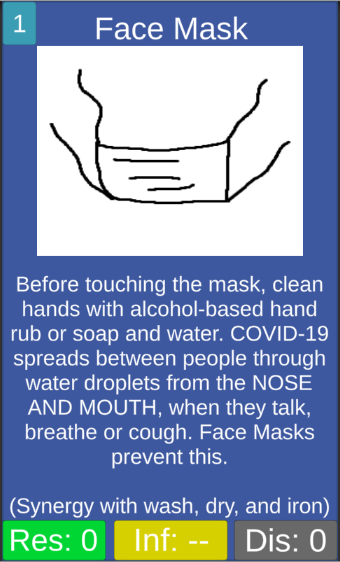 1
Face Mask
Before touching the mask, clean
hands with alcohol-based hand
rub or soap and water. COVID-19
spreads between people through
water droplets from the NOSE
AND MOUTH, when they talk,
breathe or cough. Face Masks
prevent this.
(Synergy with wash, dry, and iron)
Res: 0
Inf: --
Dis: 0